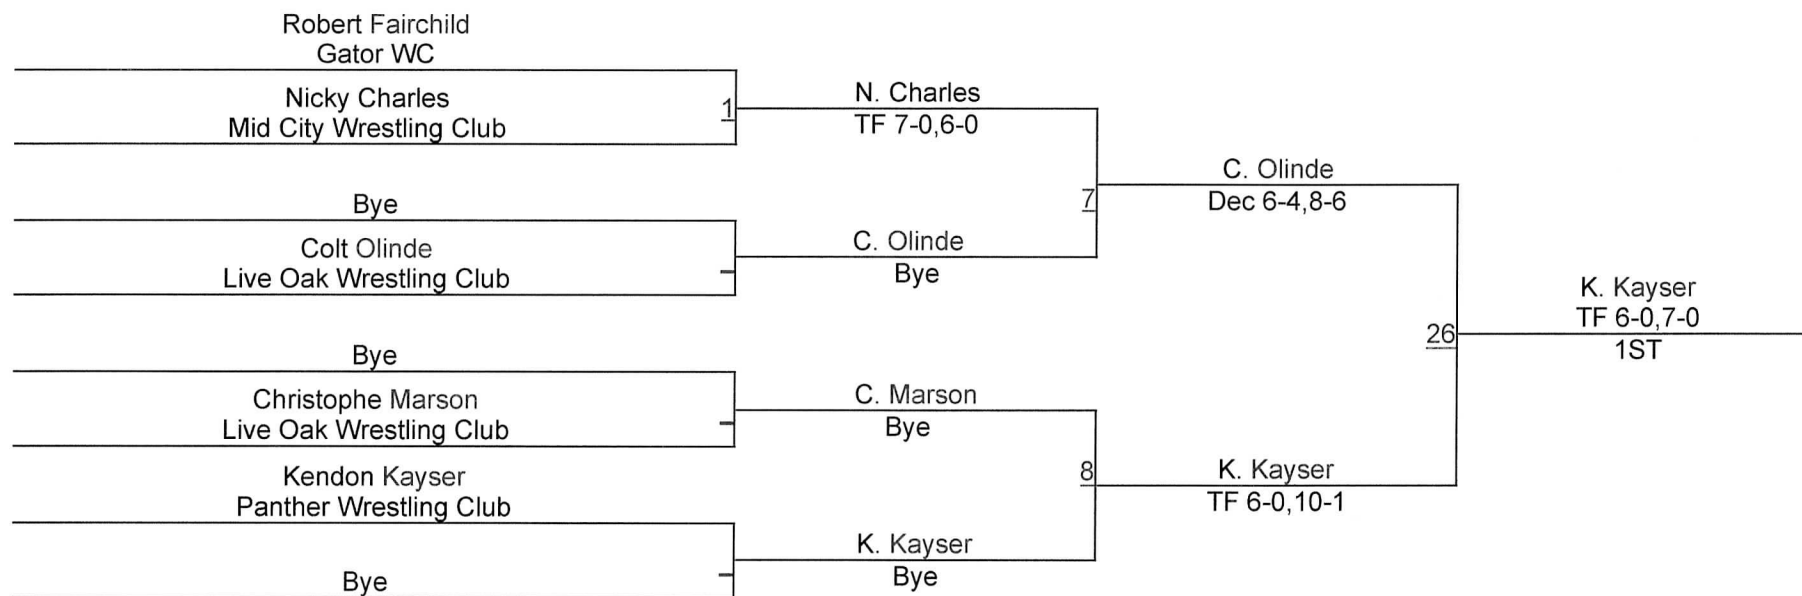 Robert Fairchild
Gator WC
Nicky Charles
Mid City Wrestling Club
1
N. Charles
TF 7-0,6-0
Bye
Colt Olinde
Live Oak Wrestling Club
C. Olinde
Bye
7
C. Olinde
Dec 6-4,8-6
Bye
Christophe Marson
Live Oak Wrestling Club
C. Marson
Bye
Kendon Kayser
Panther Wrestling Club
Bye
K. Kayser
Bye
8
K. Kayser
TF 6-0,10-1
26
K. Kayser
TF 6-0,7-0
1ST